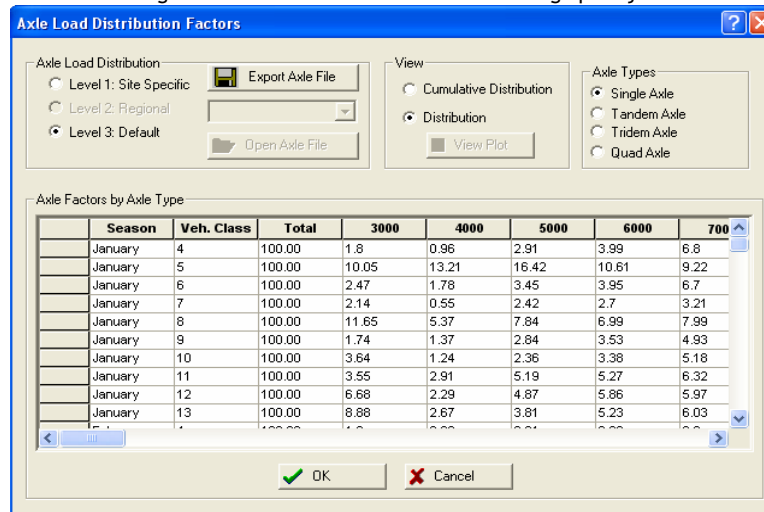 Axle Load Distribution Factors
Axle Load Distribution
Level 1: Site Specific
Level 2: Regional
Level 3: Default
Export Axle File
Open Axle File
View
Cumulative Distribution
Distribution
View Plot
Axle Types
Single Axle
Tandem Axle
Tridem Axle
Quad Axle
Axle Factors by Axle Type
Season Veh. Class Total 3000 4000 5000 6000 700
January 4 100.00 1.8 0.96 2.91 3.99 6.8
January 5 100.00 10.05 13.21 16.42 10.61 9.22
January 6 100.00 2.47 1.78 3.45 3.95 6.7
January 7 100.00 2.14 0.55 2.42 2.7 3.21
January 8 100.00 11.65 5.37 7.84 6.99 7.99
January 9 100.00 1.74 1.37 2.84 3.53 4.93
January 10 100.00 3.64 1.24 2.36 3.38 5.18
January 11 100.00 3.55 2.91 5.19 5.27 6.32
January 12 100.00 6.68 2.29 4.87 5.86 5.97
January 13 100.00 8.88 2.67 3.81 5.23 6.03
OK Cancel